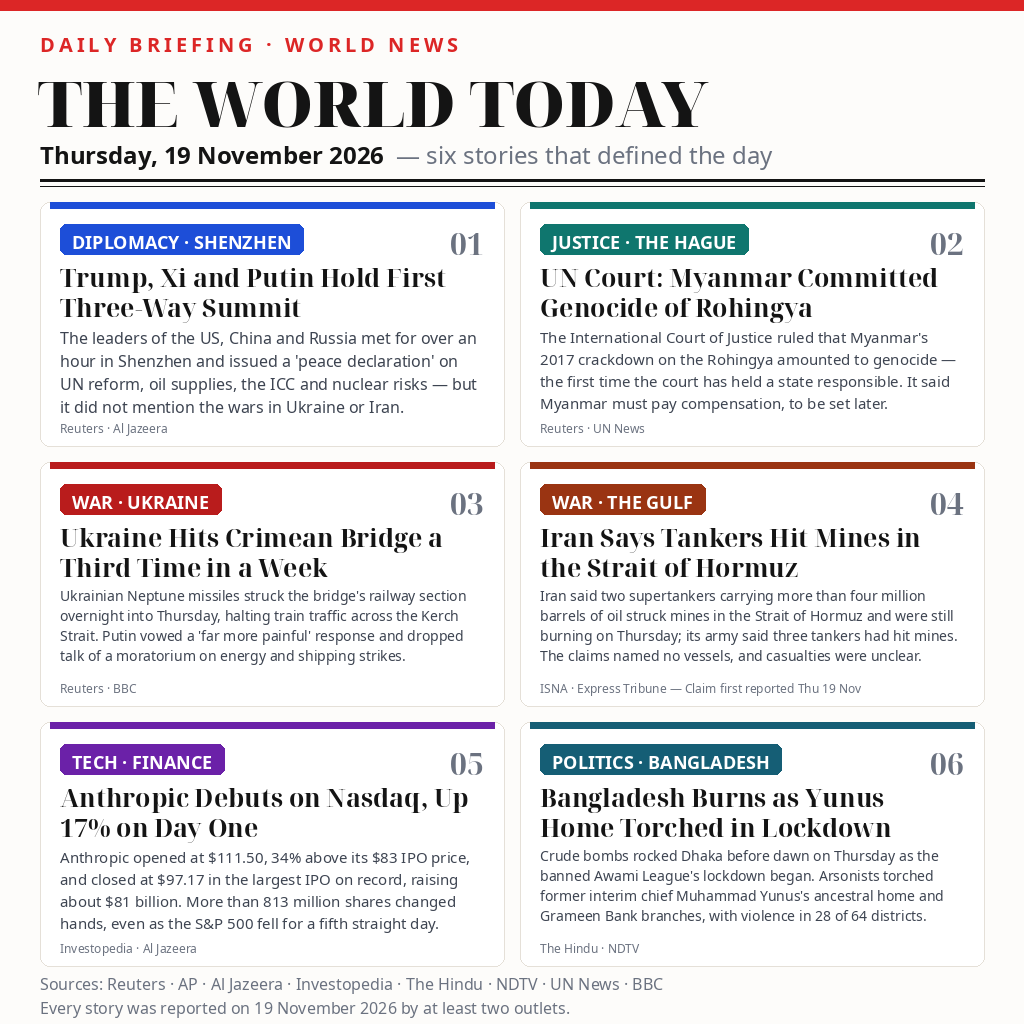 DAILY BRIEFING · WORLD NEWS
THE WORLD TODAY
Thursday, 19 November 2026 — six stories that defined the day
DIPLOMACY · SHENZHEN
01
Trump, Xi and Putin Hold First
Three-Way Summit
The leaders of the US, China and Russia met for over an
hour in Shenzhen and issued a 'peace declaration' on
UN reform, oil supplies, the ICC and nuclear risks — but
it did not mention the wars in Ukraine or Iran.
Reuters · Al Jazeera
JUSTICE · THE HAGUE
02
UN Court: Myanmar Committed
Genocide of Rohingya
The International Court of Justice ruled that Myanmar's
2017 crackdown on the Rohingya amounted to genocide —
the first time the court has held a state responsible. It said
Myanmar must pay compensation, to be set later.
Reuters · UN News
WAR · UKRAINE
03
Ukraine Hits Crimean Bridge a
Third Time in a Week
Ukrainian Neptune missiles struck the bridge's railway section
overnight into Thursday, halting train traffic across the Kerch
Strait. Putin vowed a 'far more painful' response and dropped
talk of a moratorium on energy and shipping strikes.
Reuters · BBC
WAR · THE GULF
04
Iran Says Tankers Hit Mines in
the Strait of Hormuz
Iran said two supertankers carrying more than four million
barrels of oil struck mines in the Strait of Hormuz and were still
burning on Thursday; its army said three tankers had hit mines.
The claims named no vessels, and casualties were unclear.
ISNA · Express Tribune — Claim first reported Thu 19 Nov
TECH · FINANCE
05
Anthropic Debuts on Nasdaq, Up
17% on Day One
Anthropic opened at $111.50, 34% above its $83 IPO price,
and closed at $97.17 in the largest IPO on record, raising
about $81 billion. More than 813 million shares changed
hands, even as the S&P 500 fell for a fifth straight day.
Investopedia · Al Jazeera
POLITICS · BANGLADESH
06
Bangladesh Burns as Yunus
Home Torched in Lockdown
Crude bombs rocked Dhaka before dawn on Thursday as the
banned Awami League's lockdown began. Arsonists torched
former interim chief Muhammad Yunus's ancestral home and
Grameen Bank branches, with violence in 28 of 64 districts.
The Hindu · NDTV
Sources: Reuters · AP · Al Jazeera · Investopedia · The Hindu · NDTV · UN News · BBC
Every story was reported on 19 November 2026 by at least two outlets.